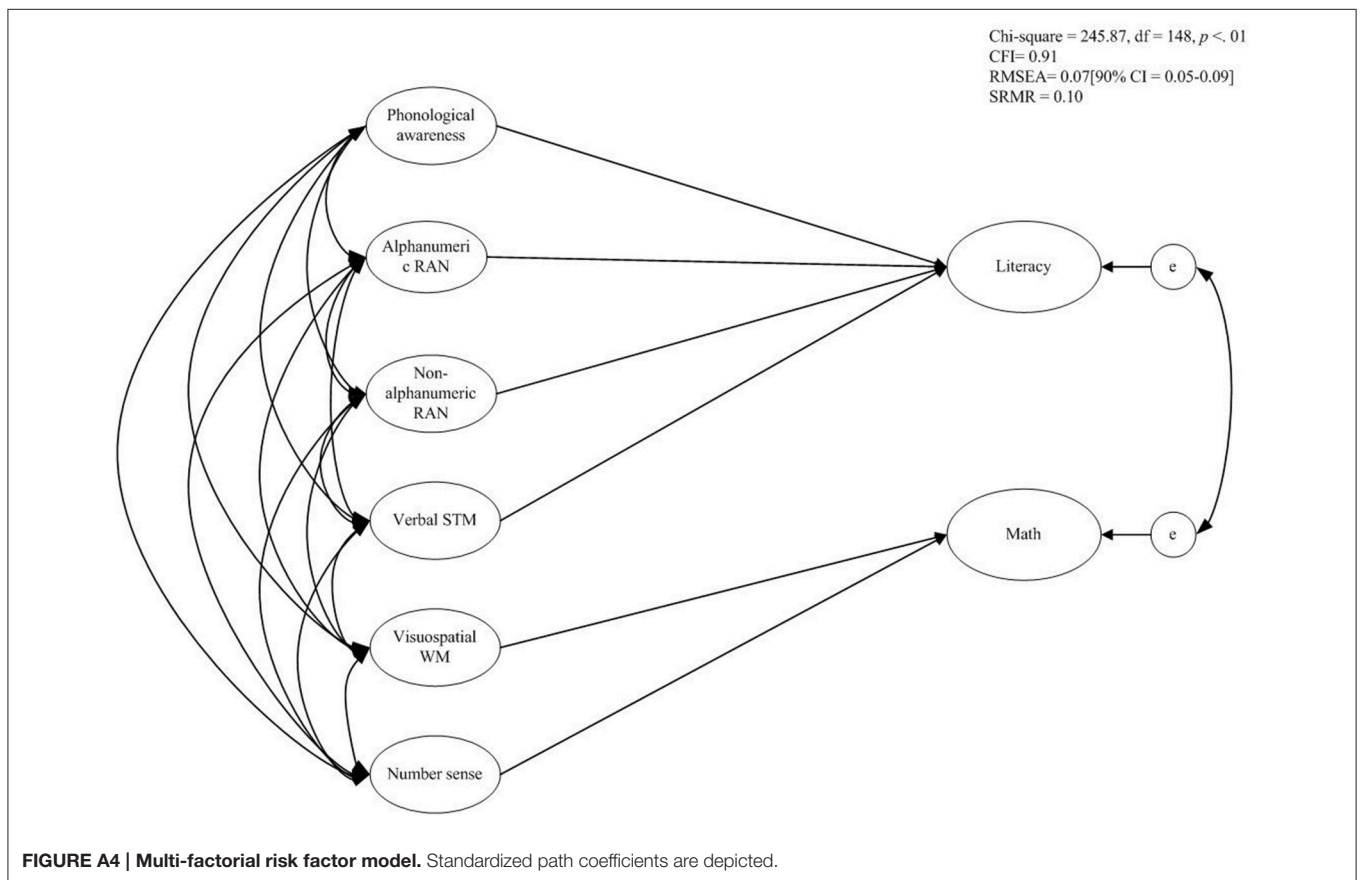 Chi-square = 245.87, df = 148, p <. 01
CFI= 0.91
RMSEA= 0.07[90% CI = 0.05-0.09]
SRMR = 0.10
Phonological
awareness
Alphanumeri
c RAN
Literacy
e
Non-
alphanumeric
RAN
Verbal STM
Math
e
Visuospatial
WM
Number sense
FIGURE A4 | Multi-factorial risk factor model. Standardized path coefficients are depicted.